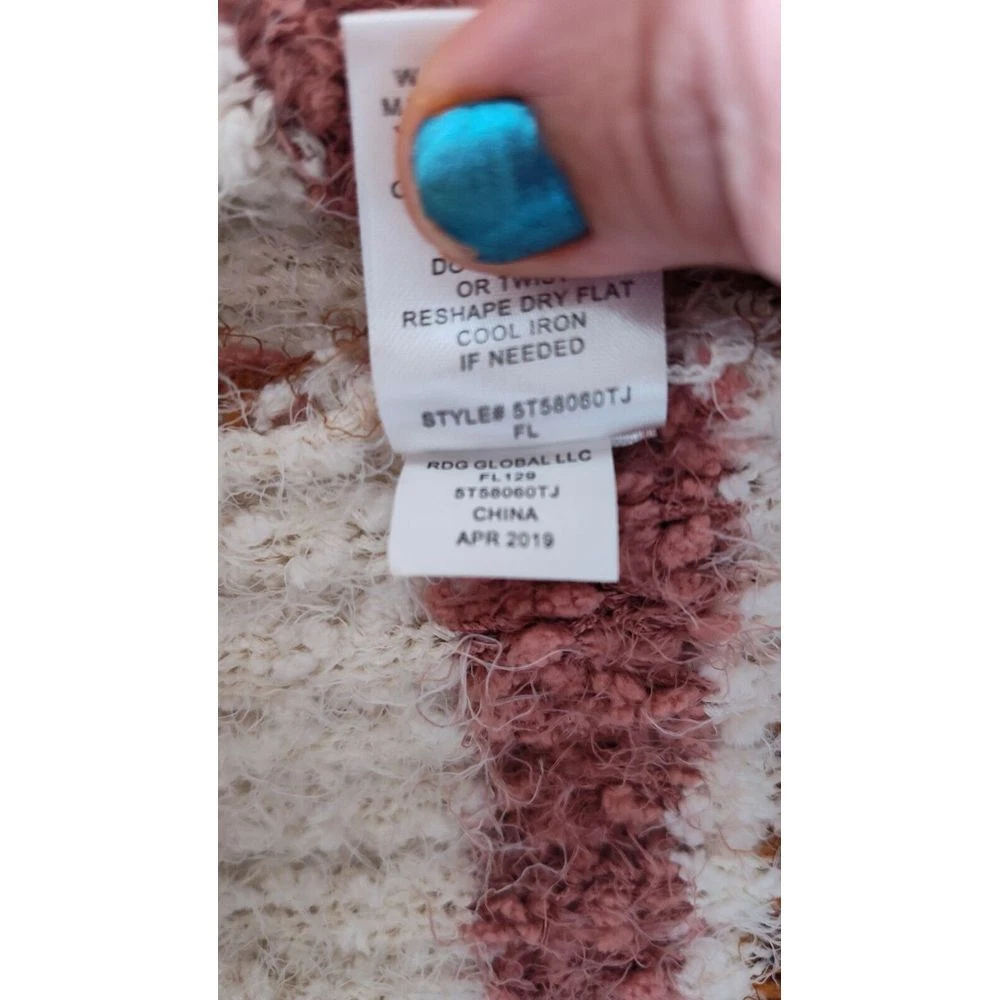 OR TWIST
RESHAPE DRY FLAT
COOL IRON
IF NEEDED
STYLE# 5T58060TJ
FL
RDG GLOBAL LLC
FL129
5T58060TJ
CHINA
APR 2019